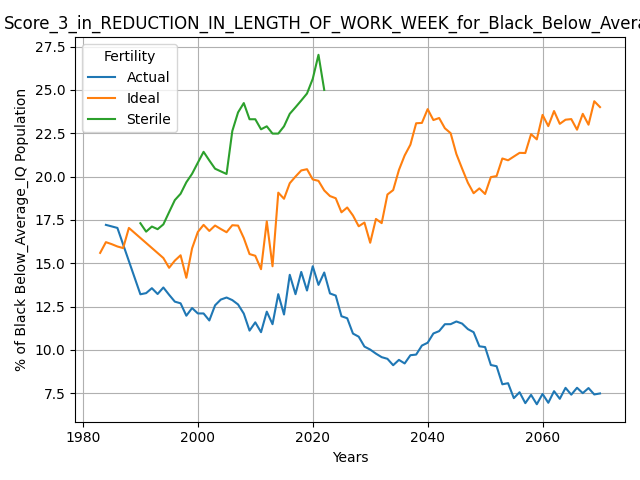 Score_3_in_REDUCTION_IN_LENGTH_OF_WORK_WEEK_for_Black_Below_Avera
Fertility
Actual
Ideal
Sterile
% of Black Below_Average_IQ Population
27.5
25.0
22.5
20.0
17.5
15.0
12.5
10.0
7.5
1980
2000
2020
2040
2060
Years